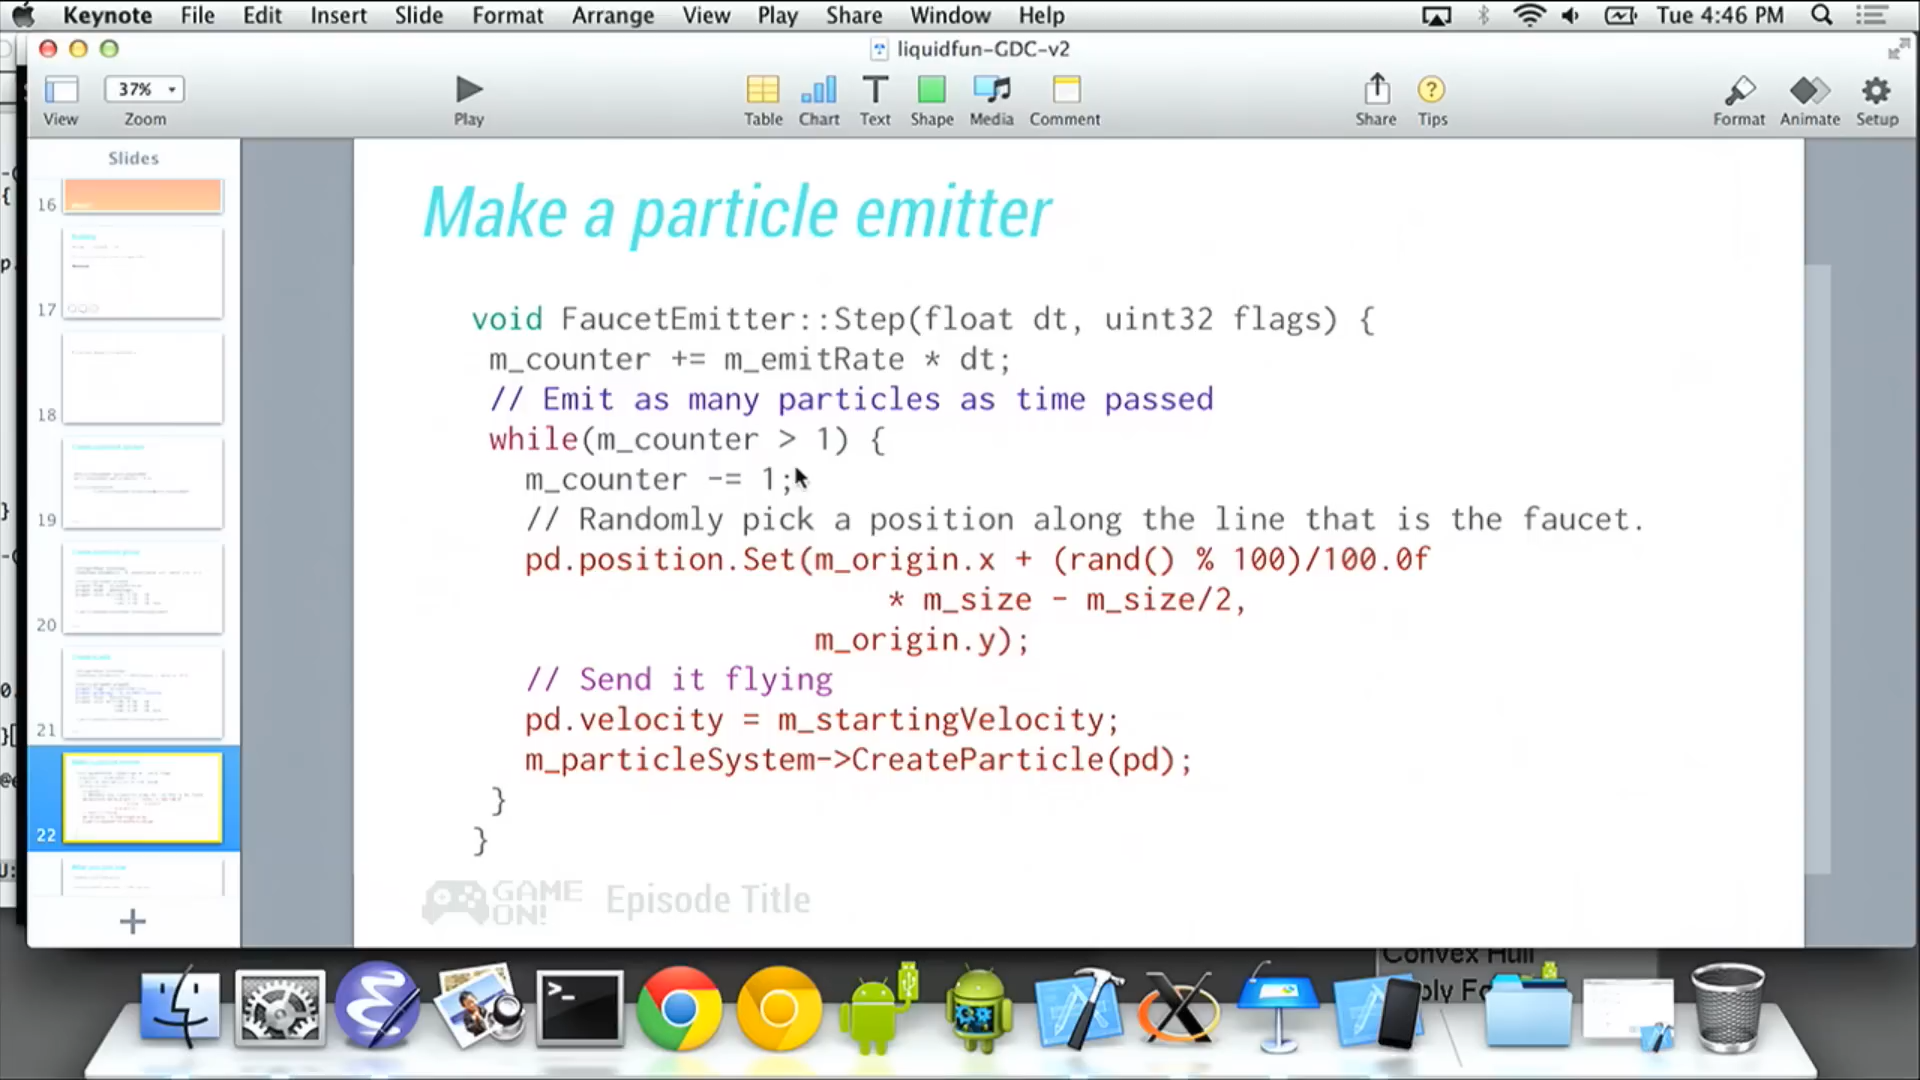 Keynote File Edit Insert Slide Format Arrange View Play Share Window Help Tue 4:46 PM
liquidfun-GDC-v2
37%
View Zoom Play Table Chart Text Shape Media Comment Share Tips Format Animate Setup
Slides
16
17
18
19
20
21
22
Make a particle emitter
void FaucetEmitter::Step(float dt, uint32 flags) {
m_counter += m_emitRate * dt;
// Emit as many particles as time passed
while(m_counter > 1) {
m_counter -= 1;
// Randomly pick a position along the line that is the faucet.
pd.position.Set(m_origin.x + (rand() % 100)/100.0f
* m_size - m_size/2,
m_origin.y);
// Send it flying
pd.velocity = m_startingVelocity;
m_particleSystem->CreateParticle(pd);
}
}
GAME ON! Episode Title
Convex Hull